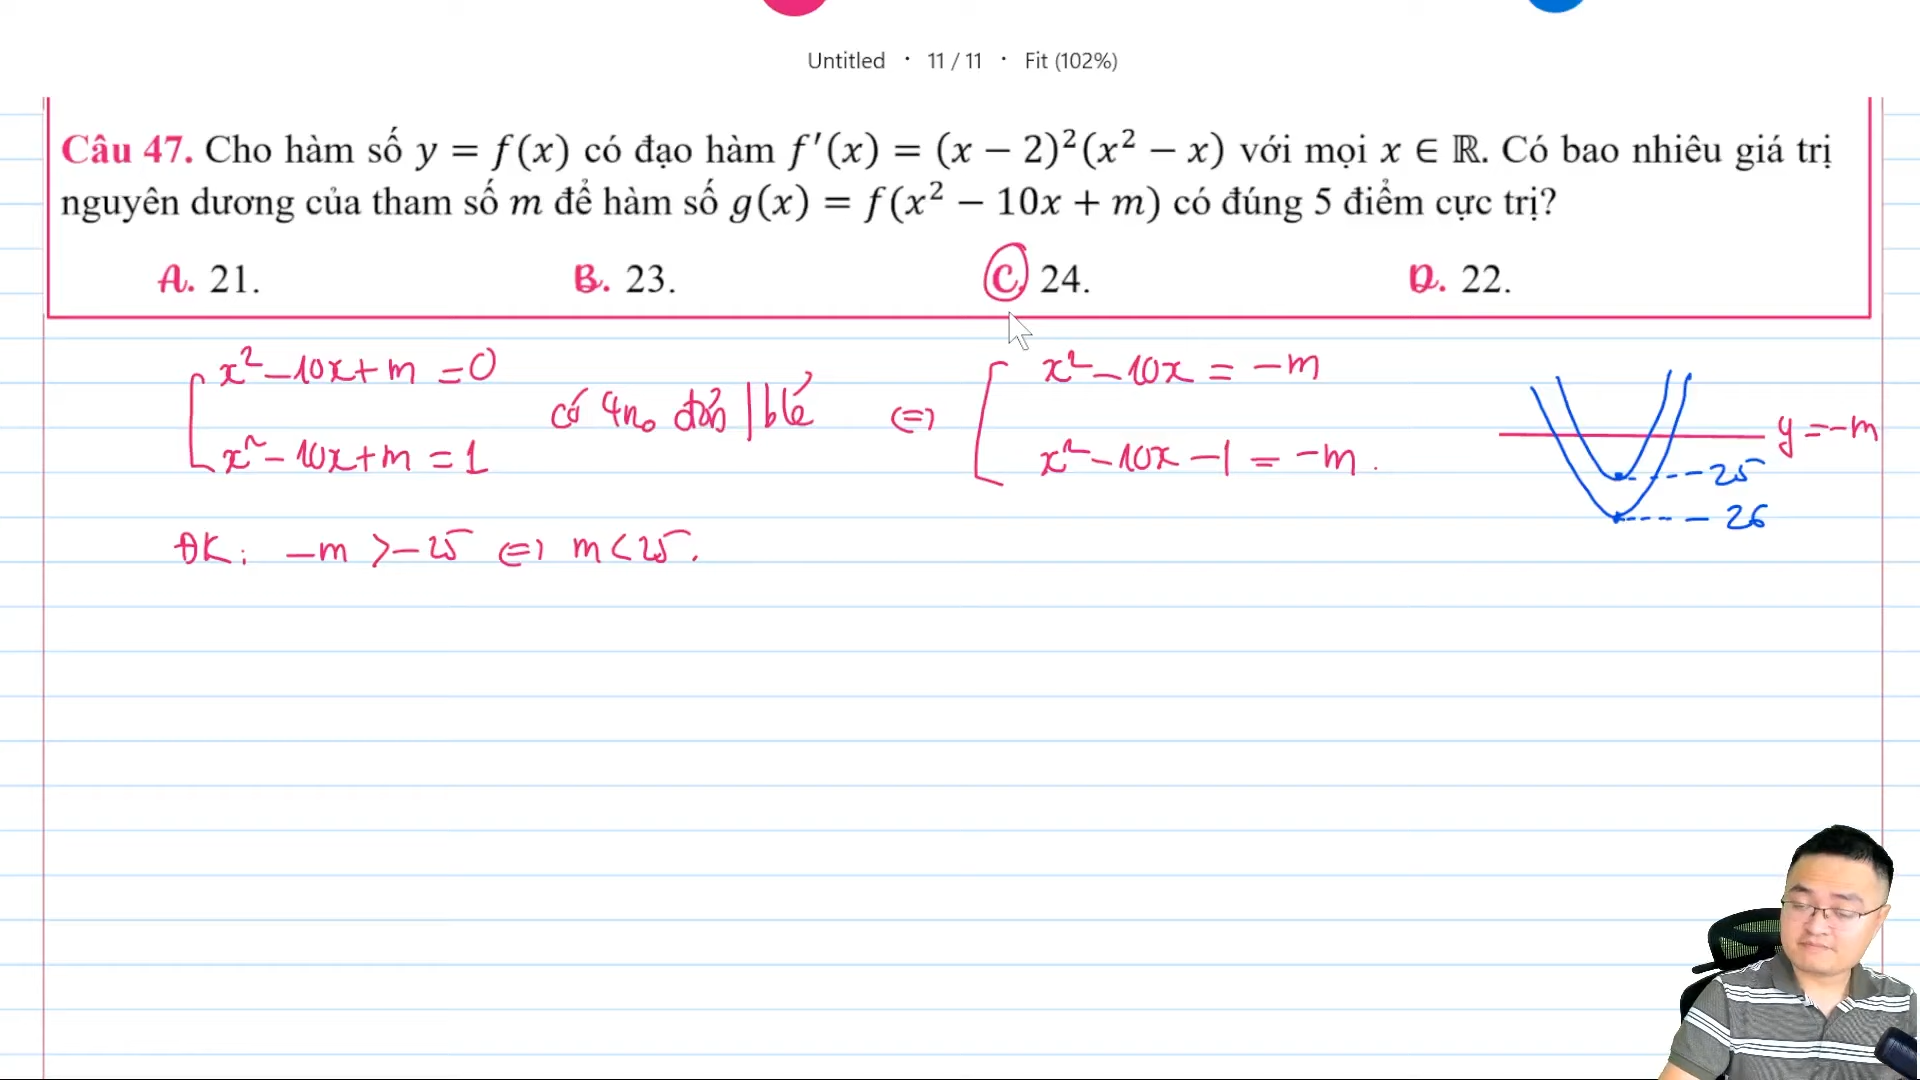 Untitled · 11 / 11 · Fit (102%)
Câu 47. Cho hàm số y = f(x) có đạo hàm f′(x) = (x − 2)²(x² − x) với mọi x ∈ ℝ. Có bao nhiêu giá trị
nguyên dương của tham số m để hàm số g(x) = f(x² − 10x + m) có đúng 5 điểm cực trị?
A. 21. B. 23. C. 24. D. 22.
x² − 10x + m = 0
x² − 10x + m = 1
có 4no đơn | blẻ ⇔
x² − 10x = −m
x² − 10x − 1 = −m.
y = −m
−25
−26
ĐK: −m > −25 ⇔ m < 25.